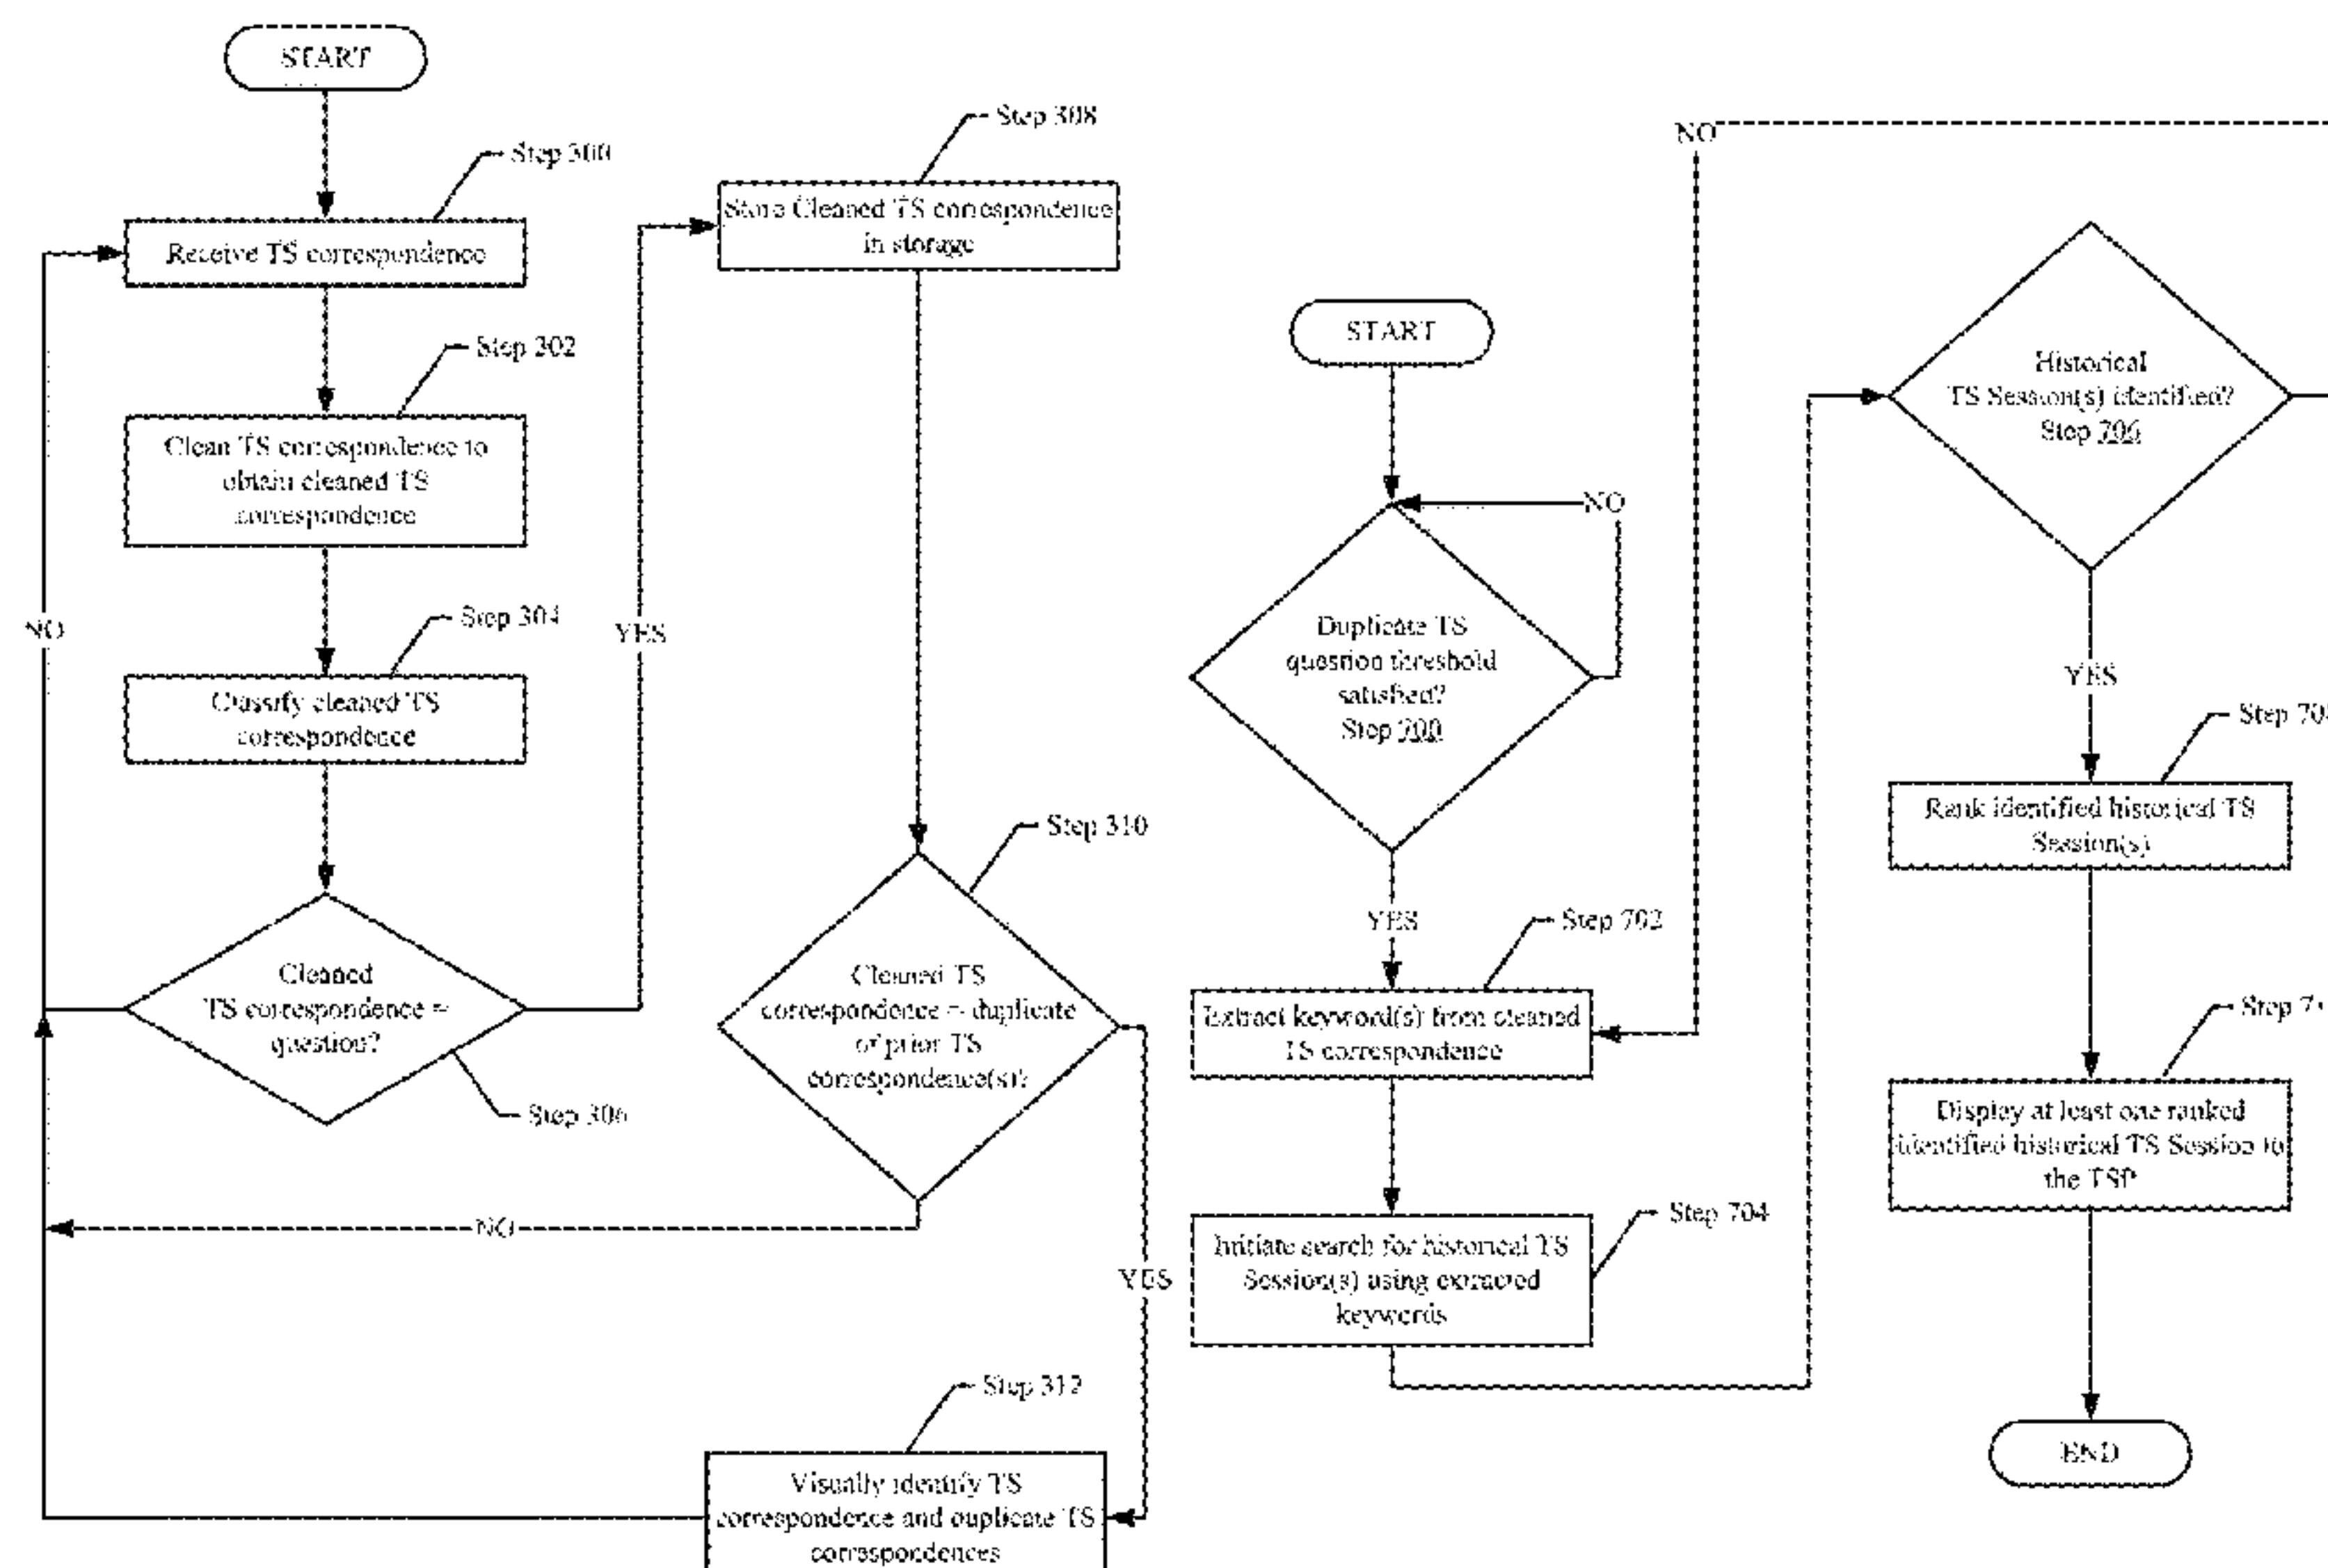 START
Step 300
Receive TS correspondence
Step 302
Clean TS correspondence to
obtain cleaned TS
correspondence
Step 304
Classify cleaned TS
correspondence
NO
YES
Cleaned
TS correspondence =
question?
Step 306
Step 308
Store Cleaned TS correspondence
in storage
Step 310
Cleaned TS
correspondence = duplicate
of prior TS
correspondence(s)?
NO
YES
Step 312
Visually identify TS
correspondence and duplicate TS
correspondences
START
NO
Duplicate TS
question threshold
satisfied?
Step 700
YES
Step 702
Extract keyword(s) from cleaned
TS correspondence
Step 704
Initiate search for historical TS
Session(s) using extracted
keywords
NO
Historical
TS Session(s) identified?
Step 706
YES
Step
Rank identified historical TS
Session(s)
Step
Display at least one ranked
identified historical TS Session to
the TSP
END